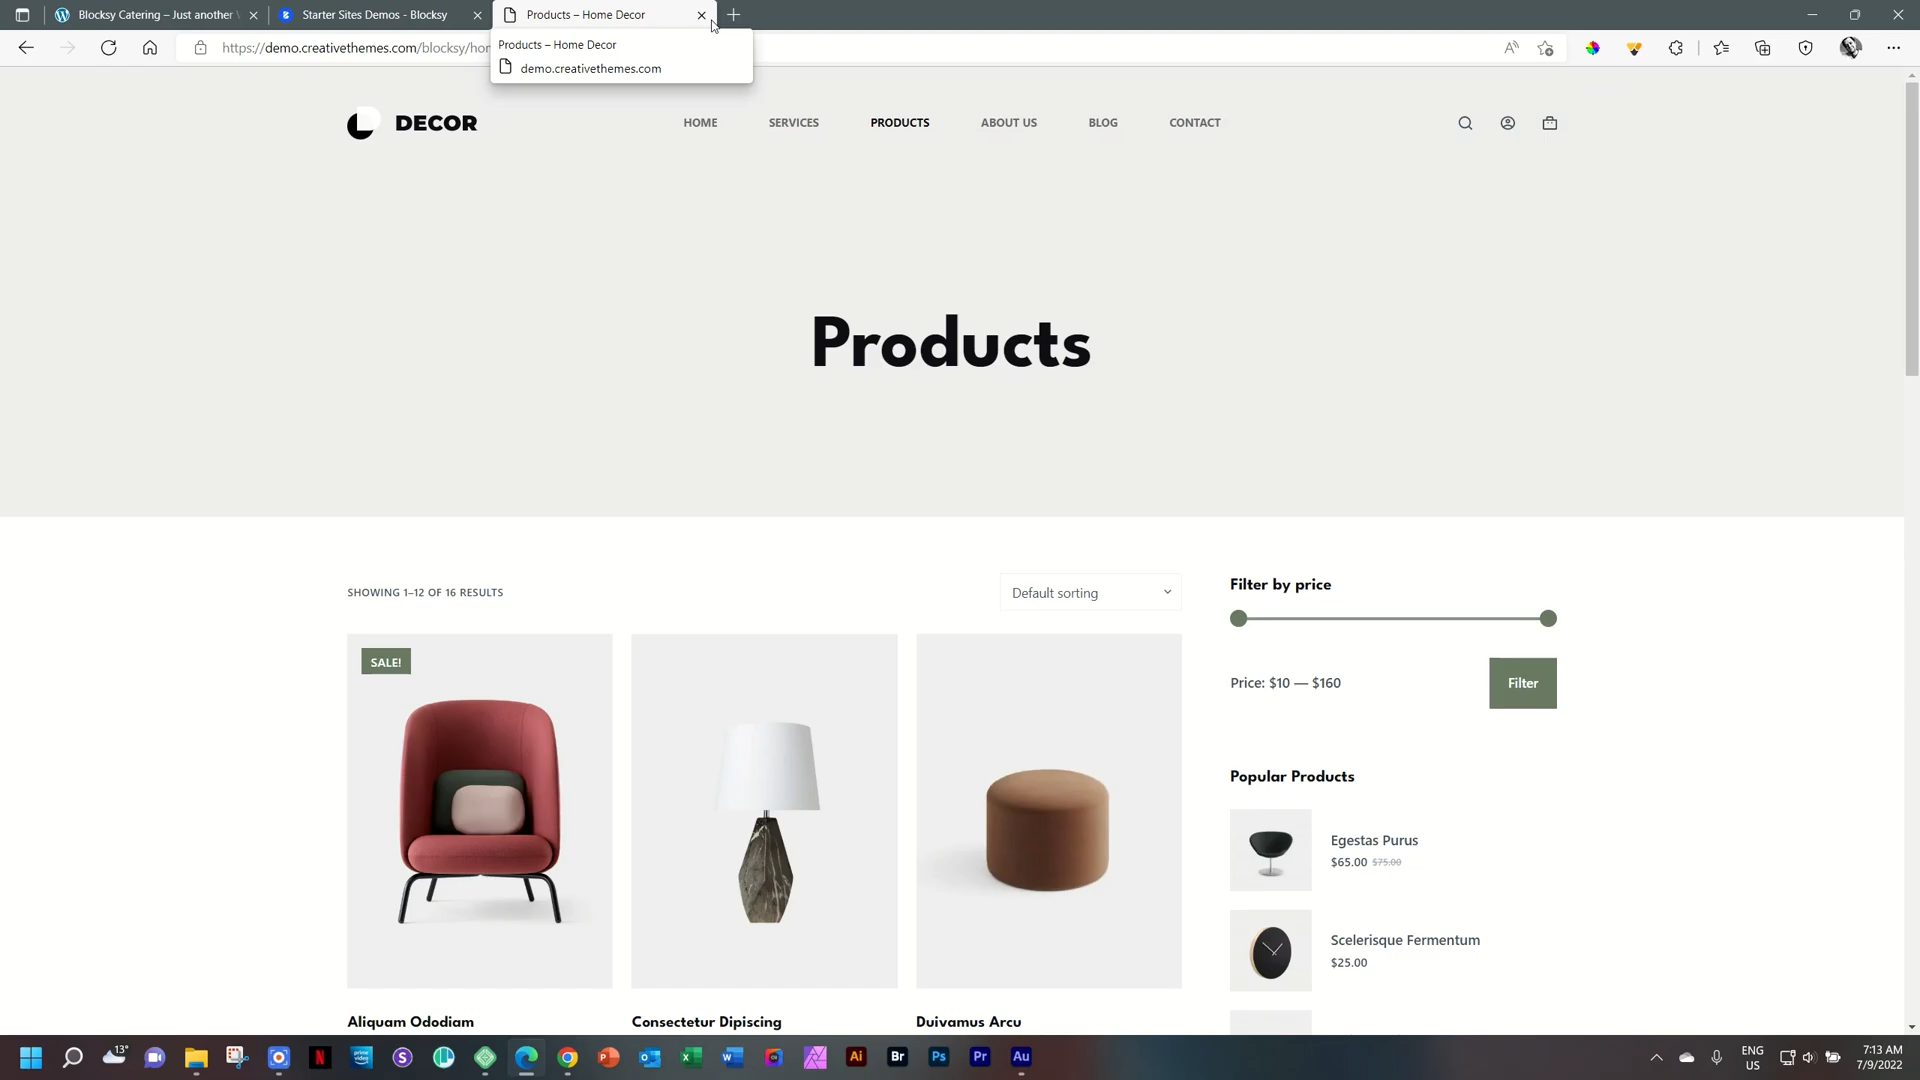 Blocksy Catering – Just another
Starter Sites Demos - Blocksy
Products – Home Decor
https://demo.creativethemes.com/blocksy/hor
Products – Home Decor
demo.creativethemes.com
DECOR
HOME
SERVICES
PRODUCTS
ABOUT US
BLOG
CONTACT
Products
SHOWING 1–12 OF 16 RESULTS
Default sorting
Filter by price
Price: $10 — $160
Filter
SALE!
Popular Products
Egestas Purus
$65.00 $75.00
Scelerisque Fermentum
$25.00
Aliquam Ododiam
Consectetur Dipiscing
Duivamus Arcu
13°
prime video
Ai
Br
Ps
Pr
Au
ENG
US
7:13 AM
7/9/2022